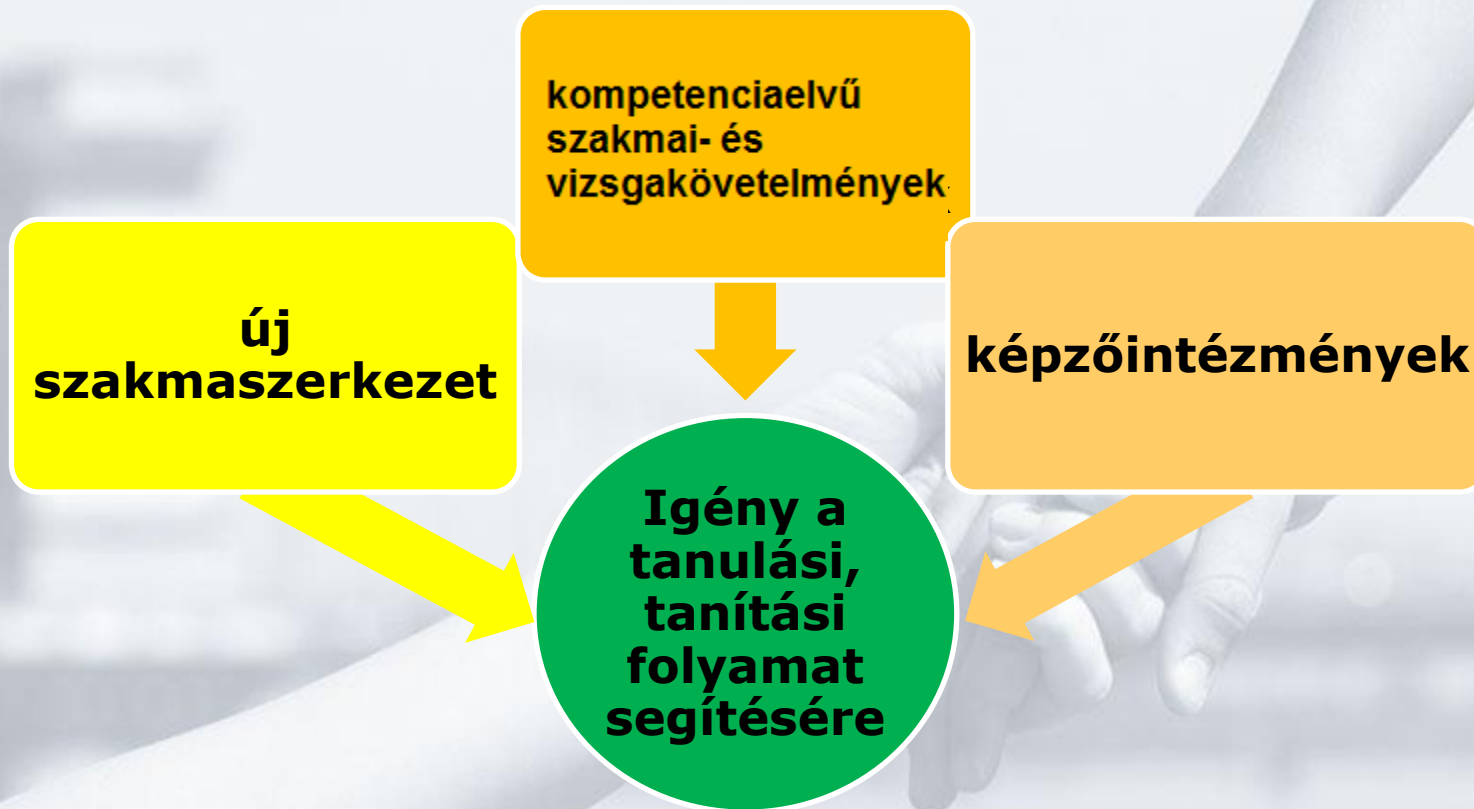 kompetenciaelvű
szakmai- és
vizsgakövetelmények
új
szakmaszerkezet
képzőintézmények
Igény a
tanulási,
tanítási
folyamat
segítésére